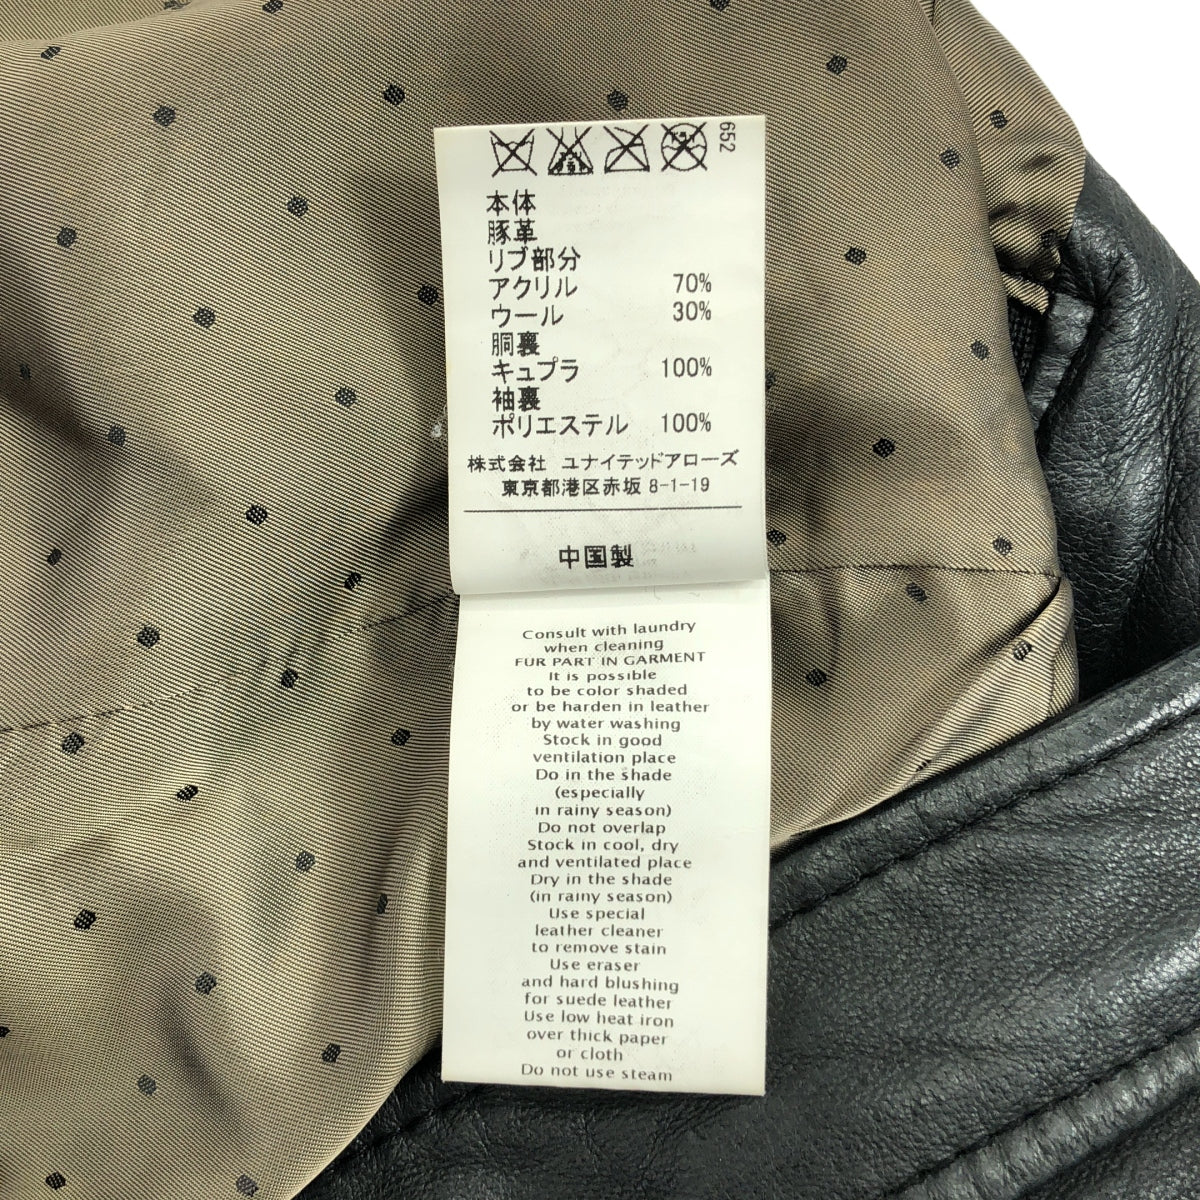 652
本体
豚革
リブ部分
アクリル 70%
ウール 30%
胴裏
キュプラ 100%
袖裏
ポリエステル 100%
株式会社 ユナイテッドアローズ
東京都港区赤坂 8-1-19
中国製
Consult with laundry
when cleaning
FUR PART IN GARMENT
It is possible
to be color shaded
or be harden in leather
by water washing
Stock in good
ventilation place
Do in the shade
(especially
in rainy season)
Do not overlap
Stock in cool, dry
and ventilated place
Dry in the shade
(in rainy season)
Use special
leather cleaner
to remove stain
Use eraser
and hard blushing
for suede leather
Use low heat iron
over thick paper
or cloth
Do not use steam